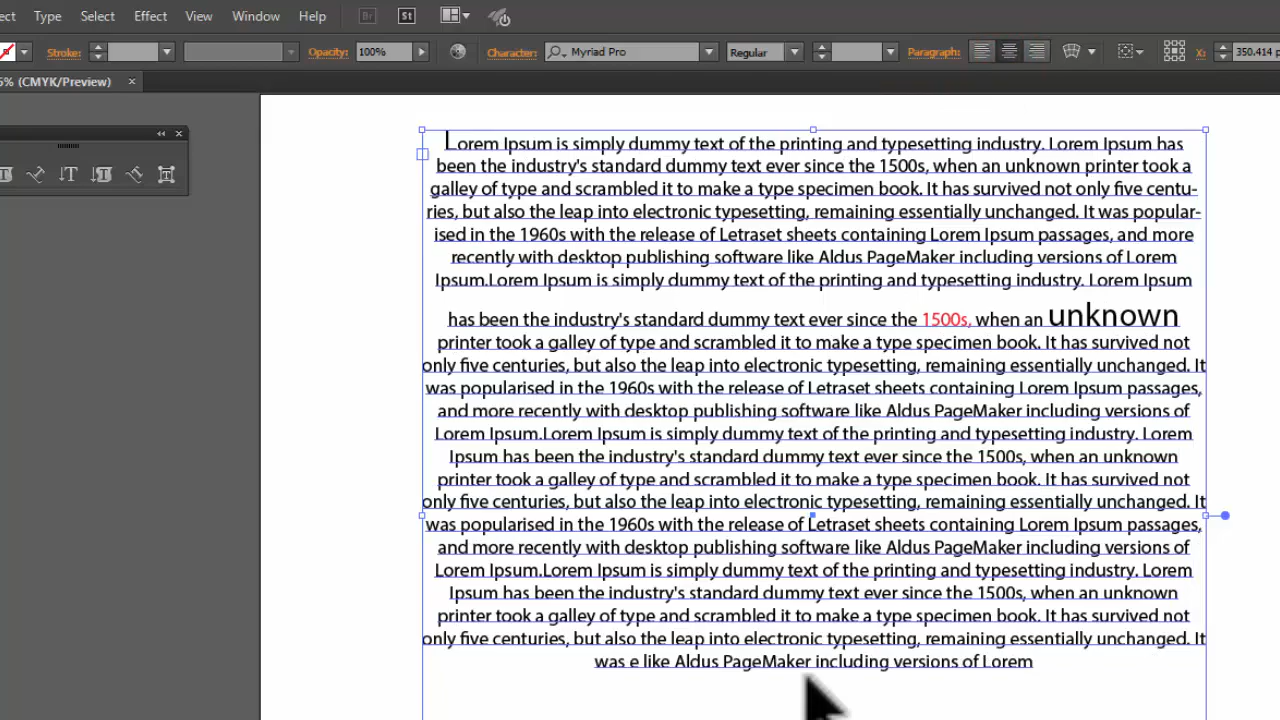 ect Type Select Effect View Window Help Br St
Stroke: Opacity: 100% Character: Myriad Pro Regular Paragraph: X: 350.414 p
6% (CMYK/Preview) ×
Lorem Ipsum is simply dummy text of the printing and typesetting industry. Lorem Ipsum has
been the industry's standard dummy text ever since the 1500s, when an unknown printer took a
galley of type and scrambled it to make a type specimen book. It has survived not only five centu-
ries, but also the leap into electronic typesetting, remaining essentially unchanged. It was popular-
ised in the 1960s with the release of Letraset sheets containing Lorem Ipsum passages, and more
recently with desktop publishing software like Aldus PageMaker including versions of Lorem
Ipsum.Lorem Ipsum is simply dummy text of the printing and typesetting industry. Lorem Ipsum
has been the industry's standard dummy text ever since the 1500s, when an unknown
printer took a galley of type and scrambled it to make a type specimen book. It has survived not
only five centuries, but also the leap into electronic typesetting, remaining essentially unchanged. It
was popularised in the 1960s with the release of Letraset sheets containing Lorem Ipsum passages,
and more recently with desktop publishing software like Aldus PageMaker including versions of
Lorem Ipsum.Lorem Ipsum is simply dummy text of the printing and typesetting industry. Lorem
Ipsum has been the industry's standard dummy text ever since the 1500s, when an unknown
printer took a galley of type and scrambled it to make a type specimen book. It has survived not
only five centuries, but also the leap into electronic typesetting, remaining essentially unchanged. It
was popularised in the 1960s with the release of Letraset sheets containing Lorem Ipsum passages,
and more recently with desktop publishing software like Aldus PageMaker including versions of
Lorem Ipsum.Lorem Ipsum is simply dummy text of the printing and typesetting industry. Lorem
Ipsum has been the industry's standard dummy text ever since the 1500s, when an unknown
printer took a galley of type and scrambled it to make a type specimen book. It has survived not
only five centuries, but also the leap into electronic typesetting, remaining essentially unchanged. It
was e like Aldus PageMaker including versions of Lorem